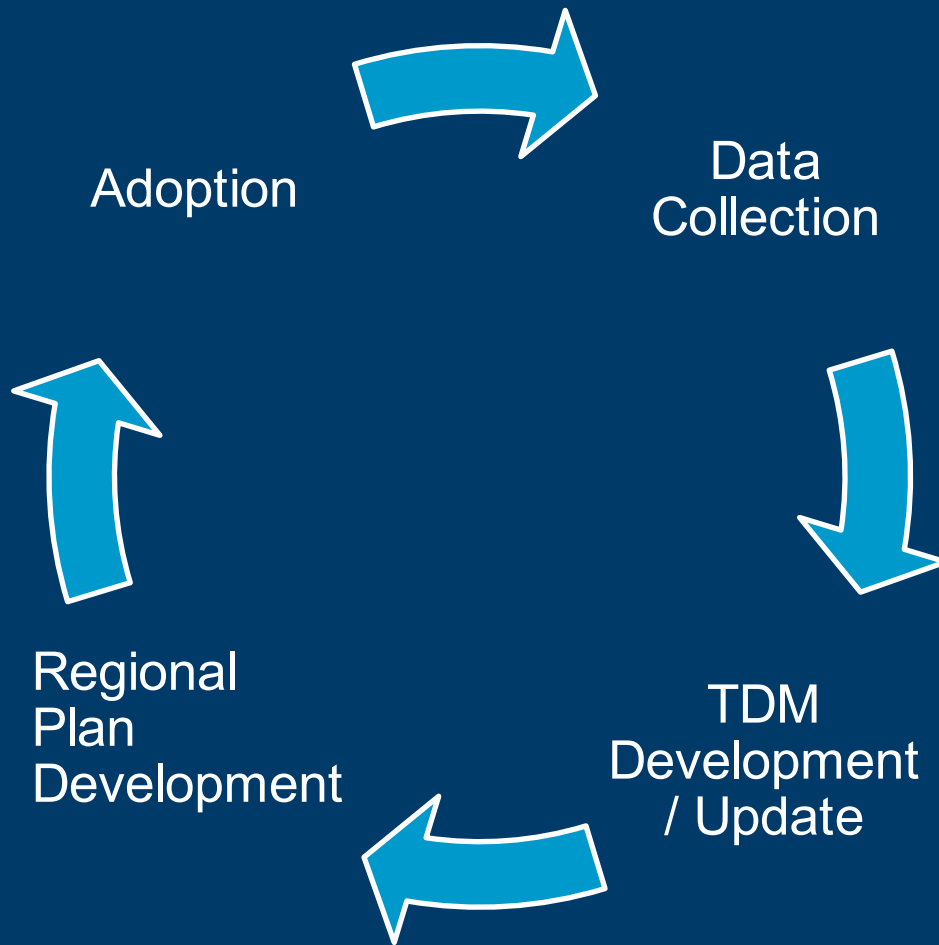 Adoption
Data
Collection
TDM
Development
/ Update
Regional
Plan
Development